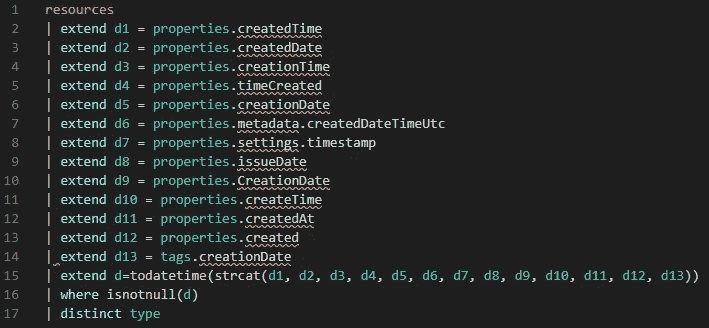 1 resources
2 | extend d1 = properties.createdTime
3 | extend d2 = properties.createdDate
4 | extend d3 = properties.creationTime
5 | extend d4 = properties.timeCreated
6 | extend d5 = properties.creationDate
7 | extend d6 = properties.metadata.createdDateTimeUtc
8 | extend d7 = properties.settings.timestamp
9 | extend d8 = properties.issueDate
10 | extend d9 = properties.CreationDate
11 | extend d10 = properties.createTime
12 | extend d11 = properties.createdAt
13 | extend d12 = properties.created
14 | extend d13 = tags.creationDate
15 | extend d=todatetime(strcat(d1, d2, d3, d4, d5, d6, d7, d8, d9, d10, d11, d12, d13))
16 | where isnotnull(d)
17 | distinct type